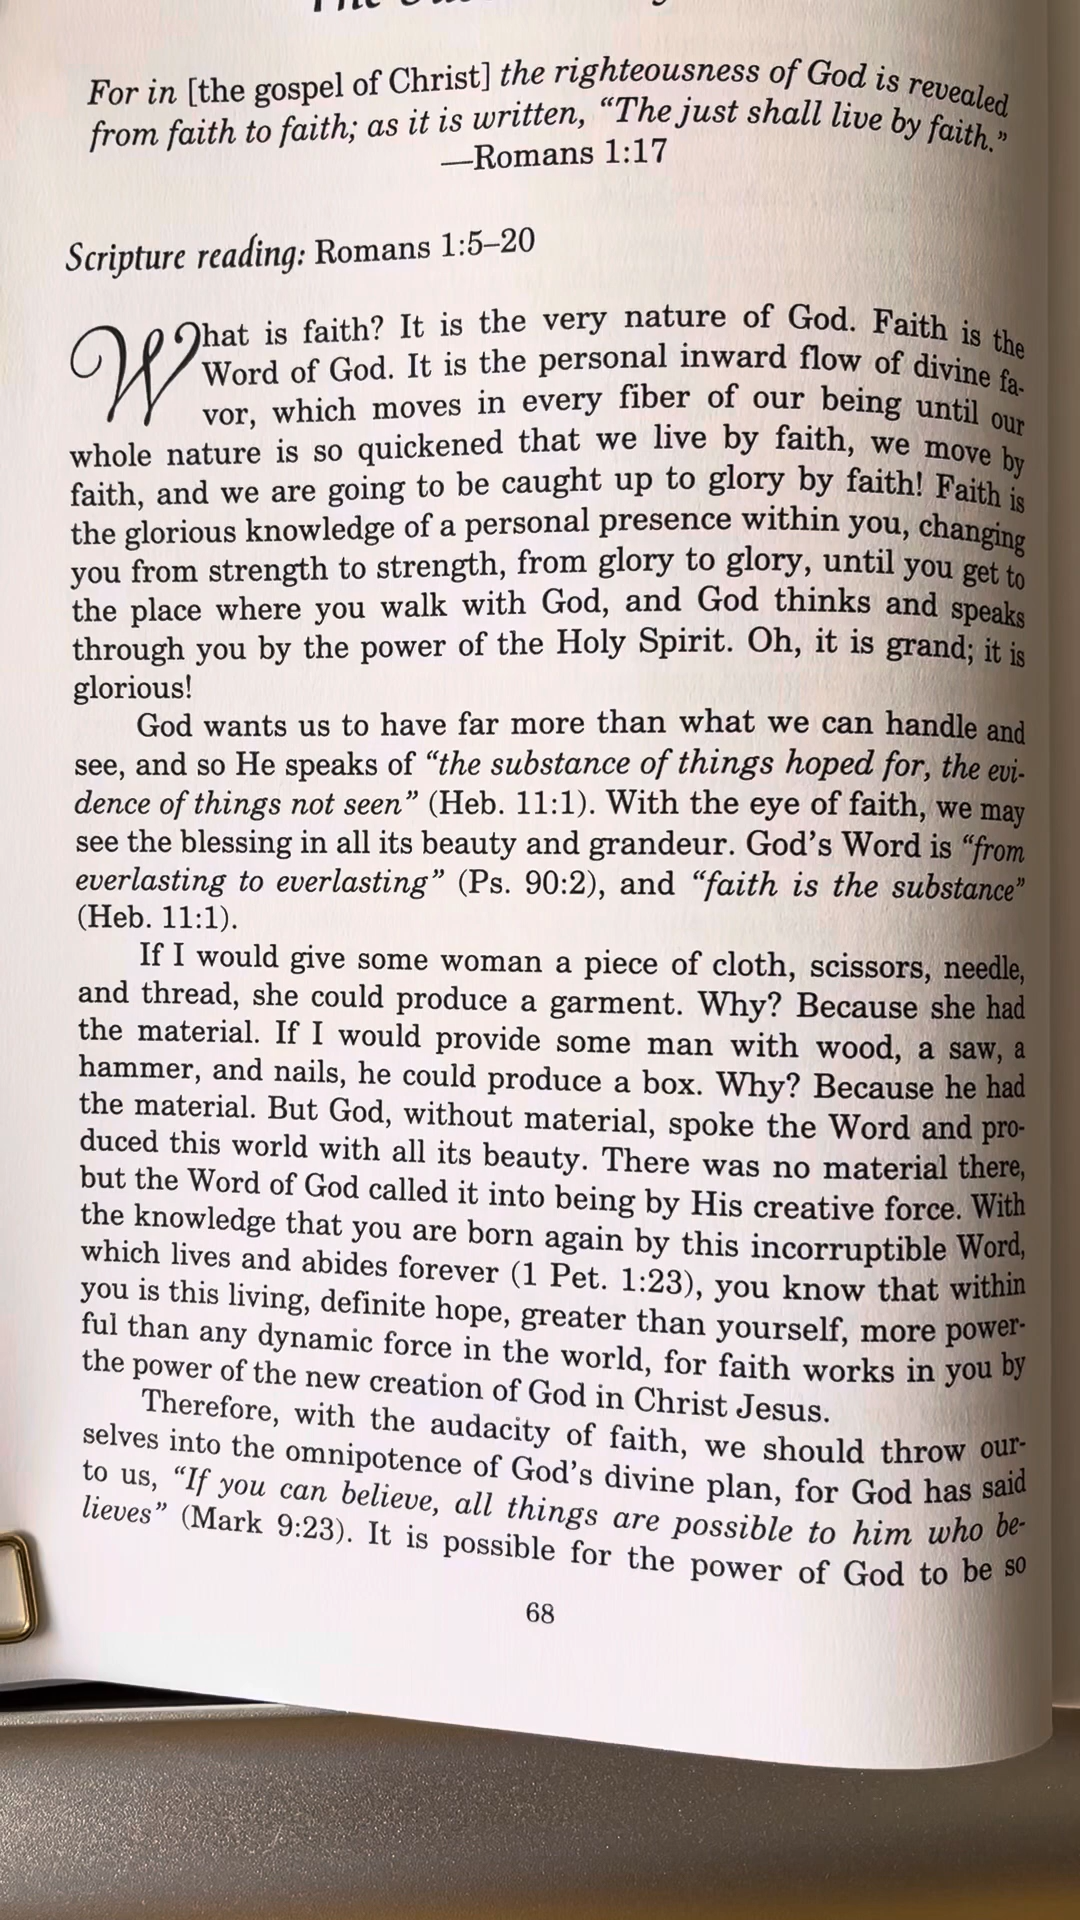 For in [the gospel of Christ] the righteousness of God is revealed
from faith to faith; as it is written, “The just shall live by faith.”
—Romans 1:17
Scripture reading: Romans 1:5–20
What is faith? It is the very nature of God. Faith is the
Word of God. It is the personal inward flow of divine fa-
vor, which moves in every fiber of our being until our
whole nature is so quickened that we live by faith, we move by
faith, and we are going to be caught up to glory by faith! Faith is
the glorious knowledge of a personal presence within you, changing
you from strength to strength, from glory to glory, until you get to
the place where you walk with God, and God thinks and speaks
through you by the power of the Holy Spirit. Oh, it is grand; it is
glorious!
God wants us to have far more than what we can handle and
see, and so He speaks of “the substance of things hoped for, the evi-
dence of things not seen” (Heb. 11:1). With the eye of faith, we may
see the blessing in all its beauty and grandeur. God’s Word is “from
everlasting to everlasting” (Ps. 90:2), and “faith is the substance”
(Heb. 11:1).
If I would give some woman a piece of cloth, scissors, needle,
and thread, she could produce a garment. Why? Because she had
the material. If I would provide some man with wood, a saw, a
hammer, and nails, he could produce a box. Why? Because he had
the material. But God, without material, spoke the Word and pro-
duced this world with all its beauty. There was no material there,
but the Word of God called it into being by His creative force. With
the knowledge that you are born again by this incorruptible Word,
which lives and abides forever (1 Pet. 1:23), you know that within
you is this living, definite hope, greater than yourself, more power-
ful than any dynamic force in the world, for faith works in you by
the power of the new creation of God in Christ Jesus.
Therefore, with the audacity of faith, we should throw our-
selves into the omnipotence of God’s divine plan, for God has said
to us, “If you can believe, all things are possible to him who be-
lieves” (Mark 9:23). It is possible for the power of God to be so
68